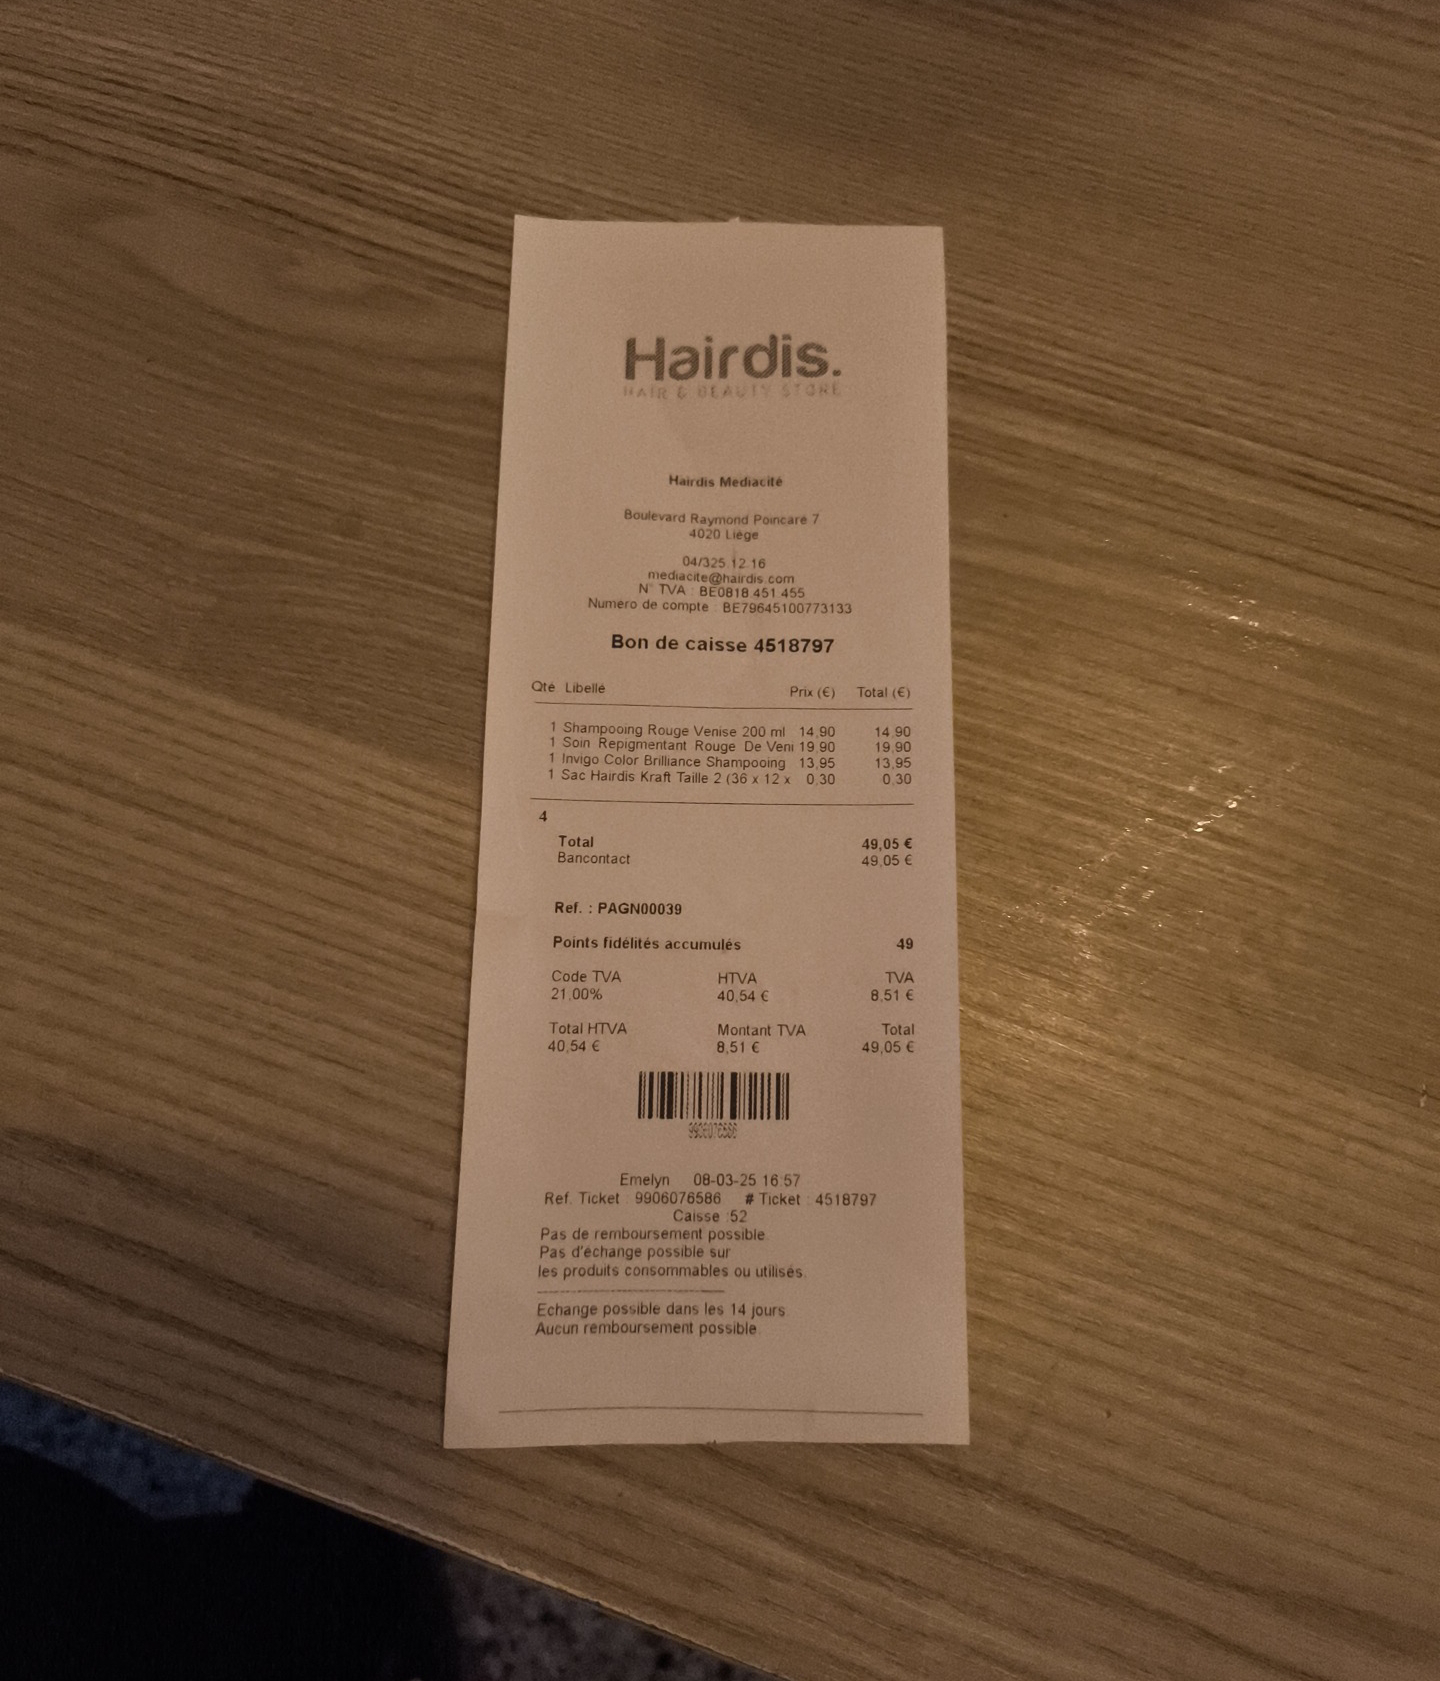 Hairdis.
HAIR & BEAUTY STORE
Hairdis Mediacité
Boulevard Raymond Poincaré 7
4020 Liège
04/325.12.16
mediacite@hairdis.com
N° TVA : BE0818.451.455
Numero de compte : BE79645100773133
Bon de caisse 4518797
Qté Libellé Prix (€) Total (€)
1 Shampooing Rouge Venise 200 ml 14,90 14,90
1 Soin Repigmentant Rouge De Veni 19,90 19,90
1 Invigo Color Brilliance Shampooing 13,95 13,95
1 Sac Hairdis Kraft Taille 2 (36 x 12 x 0,30 0,30
4
Total 49,05 €
Bancontact 49,05 €
Ref. : PAGN00039
Points fidélités accumulés 49
Code TVA HTVA TVA
21,00% 40,54 € 8,51 €
Total HTVA Montant TVA Total
40,54 € 8,51 € 49,05 €
9906076586
Emelyn 08-03-25 16:57
Ref. Ticket : 9906076586 # Ticket : 4518797
Caisse :52
Pas de remboursement possible.
Pas d'échange possible sur
les produits consommables ou utilisés.
Echange possible dans les 14 jours
Aucun remboursement possible.